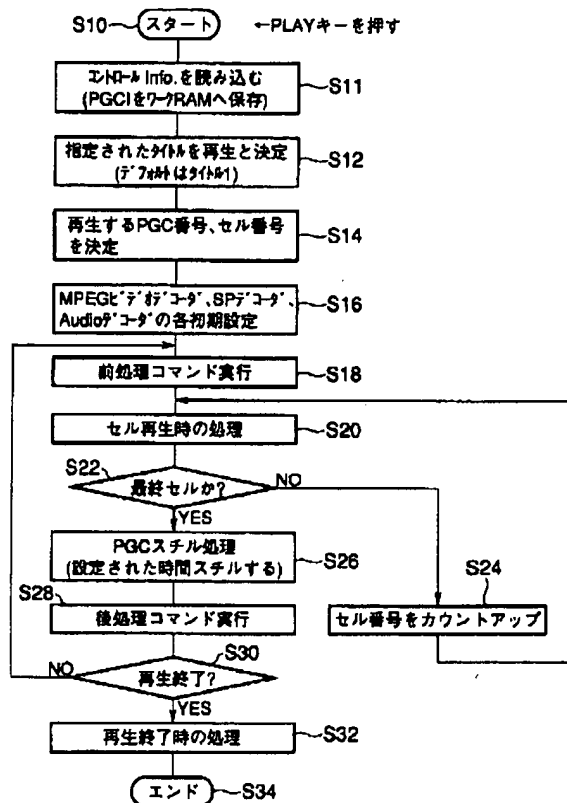 S10 スタート ←PLAYキーを押す
コントロール Info.を読み込む
(PGCIをワークRAMへ保存)
S11
指定されたタイトルを再生と決定
(デフォルトはタイトル1)
S12
再生するPGC番号、セル番号
を決定
S14
MPEGビデオデコーダ、SPデコーダ、
Audioデコーダの各初期設定
S16
前処理コマンド実行
S18
セル再生時の処理
S20
S22
最終セルか?
NO
YES
PGCスチル処理
(設定された時間スチルする)
S26
S24
セル番号をカウントアップ
S28
後処理コマンド実行
S30
再生終了?
NO
YES
再生終了時の処理
S32
エンド
S34